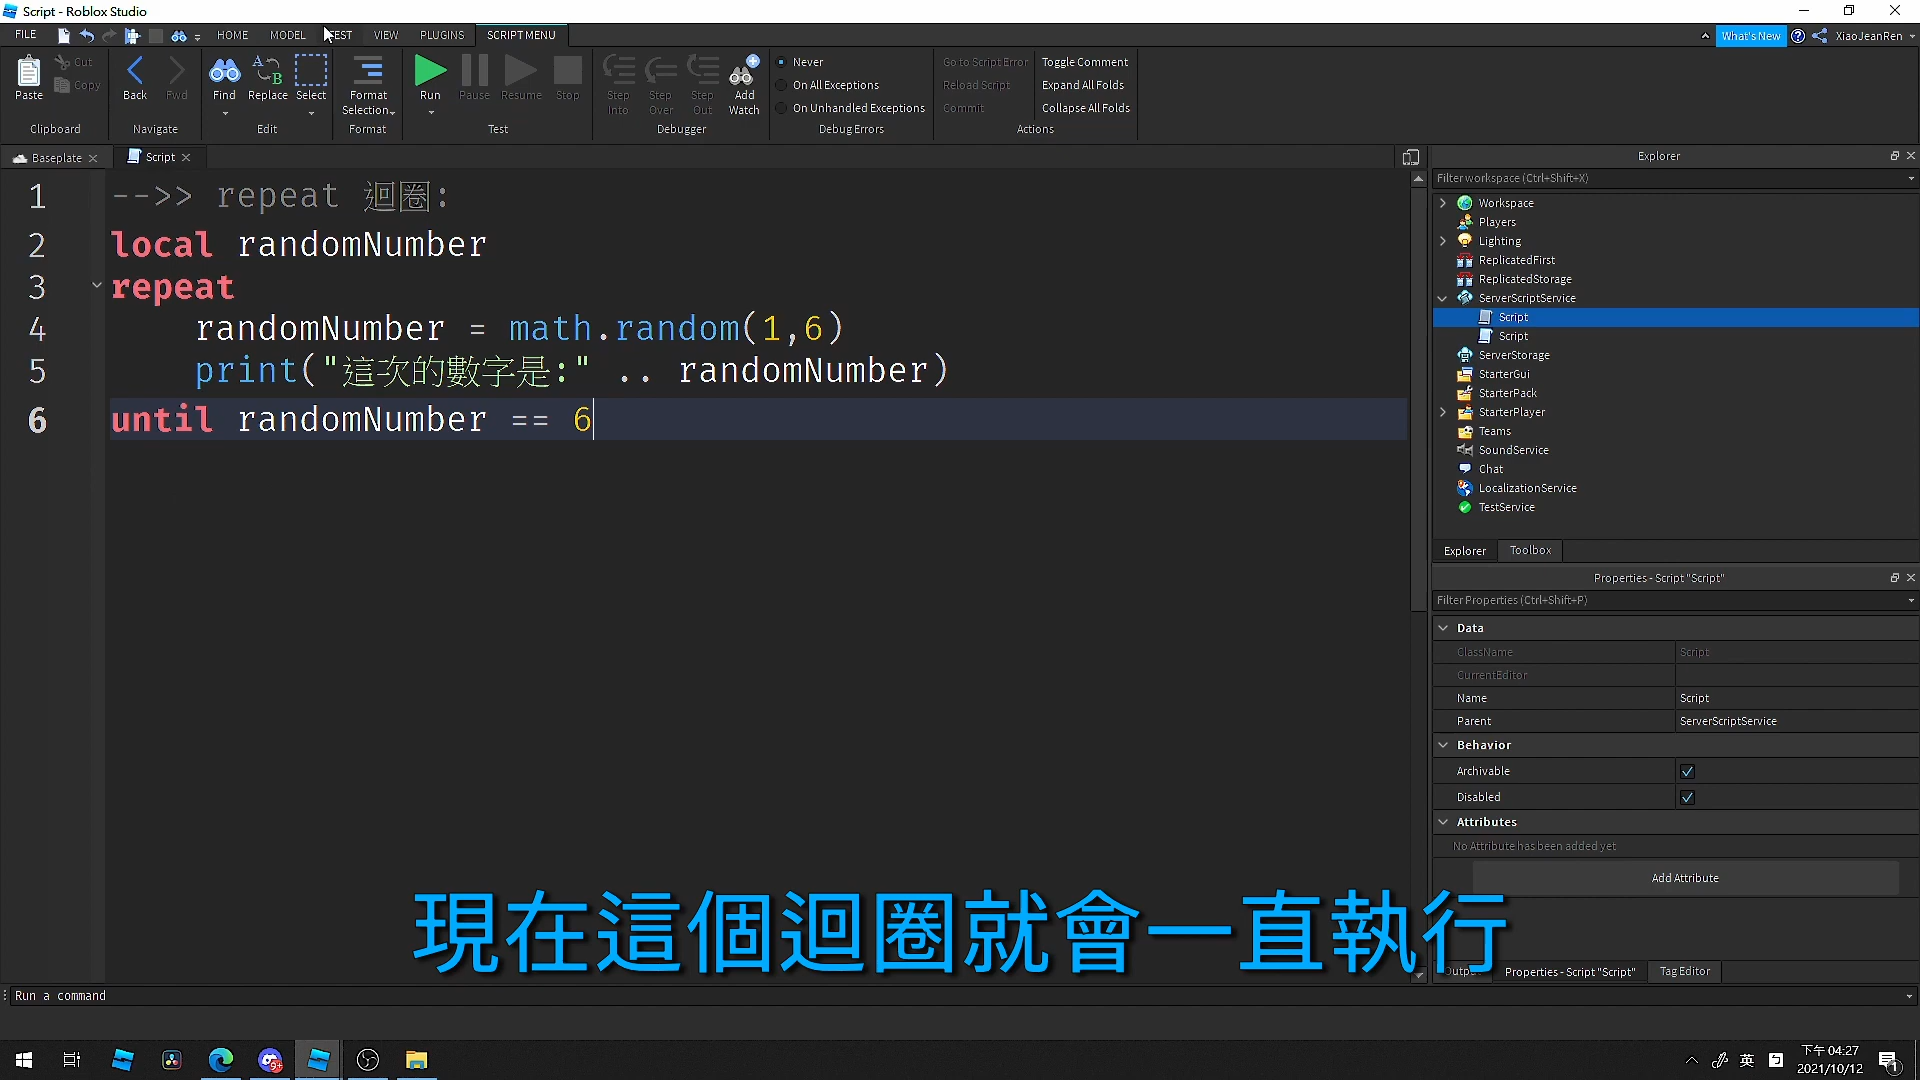 Script - Roblox Studio
FILE HOME MODEL TEST VIEW PLUGINS SCRIPT MENU What's New XiaoJeanRen
Paste Cut Copy Back Fwd Find Replace Select Format Selection Run Pause Resume Stop Step Into Step Over Step Out Add Watch
Never
On All Exceptions
On Unhandled Exceptions
Go to Script Error
Reload Script
Commit
Toggle Comment
Expand All Folds
Collapse All Folds
Clipboard Navigate Edit Format Test Debugger Debug Errors Actions
Baseplate Script
1 -->> repeat 迴圈:
2 local randomNumber
3 repeat
4 randomNumber = math.random(1,6)
5 print("這次的數字是:" .. randomNumber)
6 until randomNumber == 6
Explorer
Filter workspace (Ctrl+Shift+X)
Workspace
Players
Lighting
ReplicatedFirst
ReplicatedStorage
ServerScriptService
Script
Script
ServerStorage
StarterGui
StarterPack
StarterPlayer
Teams
SoundService
Chat
LocalizationService
TestService
Explorer Toolbox
Properties - Script "Script"
Filter Properties (Ctrl+Shift+P)
Data
ClassName Script
CurrentEditor
Name Script
Parent ServerScriptService
Behavior
Archivable
Disabled
Attributes
No Attribute has been added yet
Add Attribute
現在這個迴圈就會一直執行
Output Properties - Script "Script" Tag Editor
Run a command
9+
英
下午 04:27
2021/10/12
1